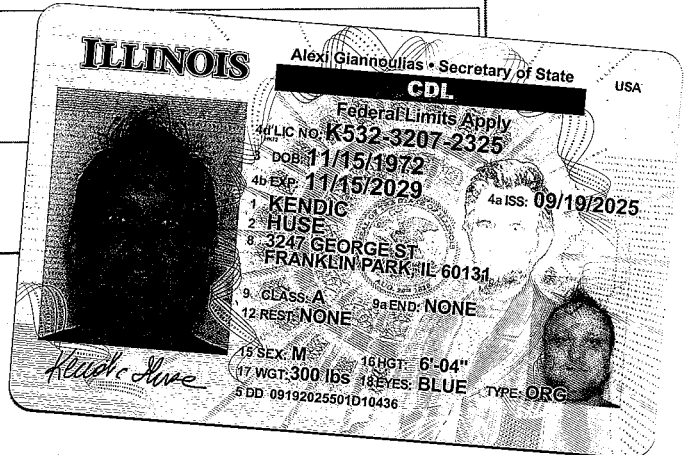 ILLINOIS
Alexi Giannoulias • Secretary of State
USA
CDL
Federal Limits Apply
4d LIC NO: K532-3207-2325
3 DOB: 11/15/1972
4b EXP: 11/15/2029
4a ISS: 09/19/2025
1 KENDIC
2 HUSE
8 3247 GEORGE ST
FRANKLIN PARK, IL 60131
9 CLASS: A
9a END: NONE
12 REST: NONE
15 SEX: M
16 HGT: 6'-04"
17 WGT: 300 lbs
18 EYES: BLUE
TYPE: ORG
5 DD 09192025501D10436
Kendic Huse